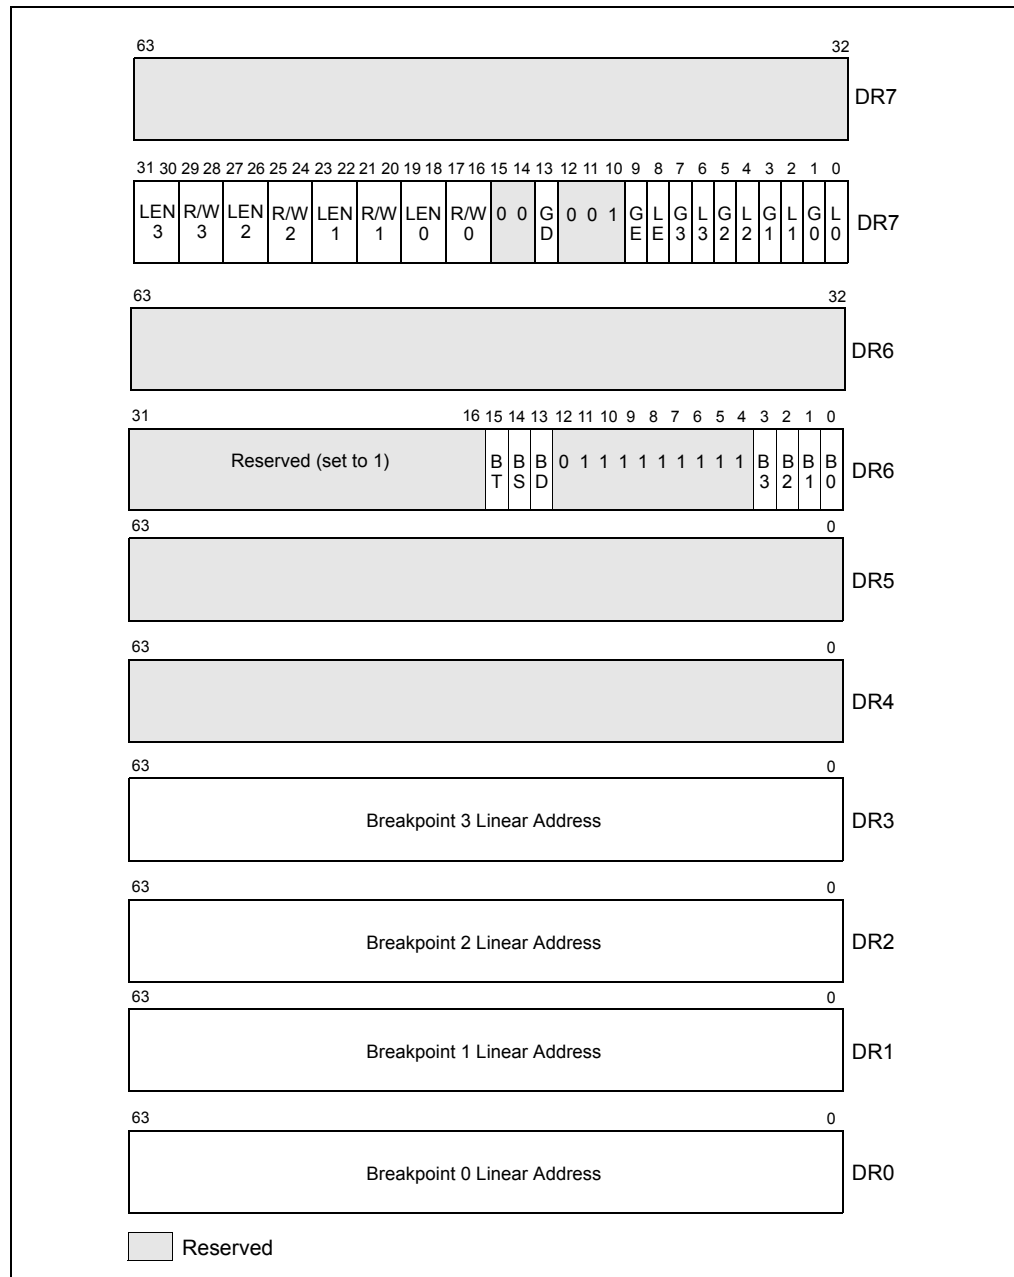 63 32
DR7
31 30 29 28 27 26 25 24 23 22 21 20 19 18 17 16 15 14 13 12 11 10 9 8 7 6 5 4 3 2 1 0
LEN R/W LEN R/W LEN R/W LEN R/W 0 0 G 0 0 1 G L G L G L G L G L DR7
3 3 2 2 1 1 0 0 D E E 3 3 2 2 1 1 0 0
63 32
DR6
31 16 15 14 13 12 11 10 9 8 7 6 5 4 3 2 1 0
Reserved (set to 1) B B B 0 1 1 1 1 1 1 1 1 B B B B DR6
T S D 3 2 1 0
63 0
DR5
63 0
DR4
63 0
Breakpoint 3 Linear Address DR3
63 0
Breakpoint 2 Linear Address DR2
63 0
Breakpoint 1 Linear Address DR1
63 0
Breakpoint 0 Linear Address DR0
Reserved